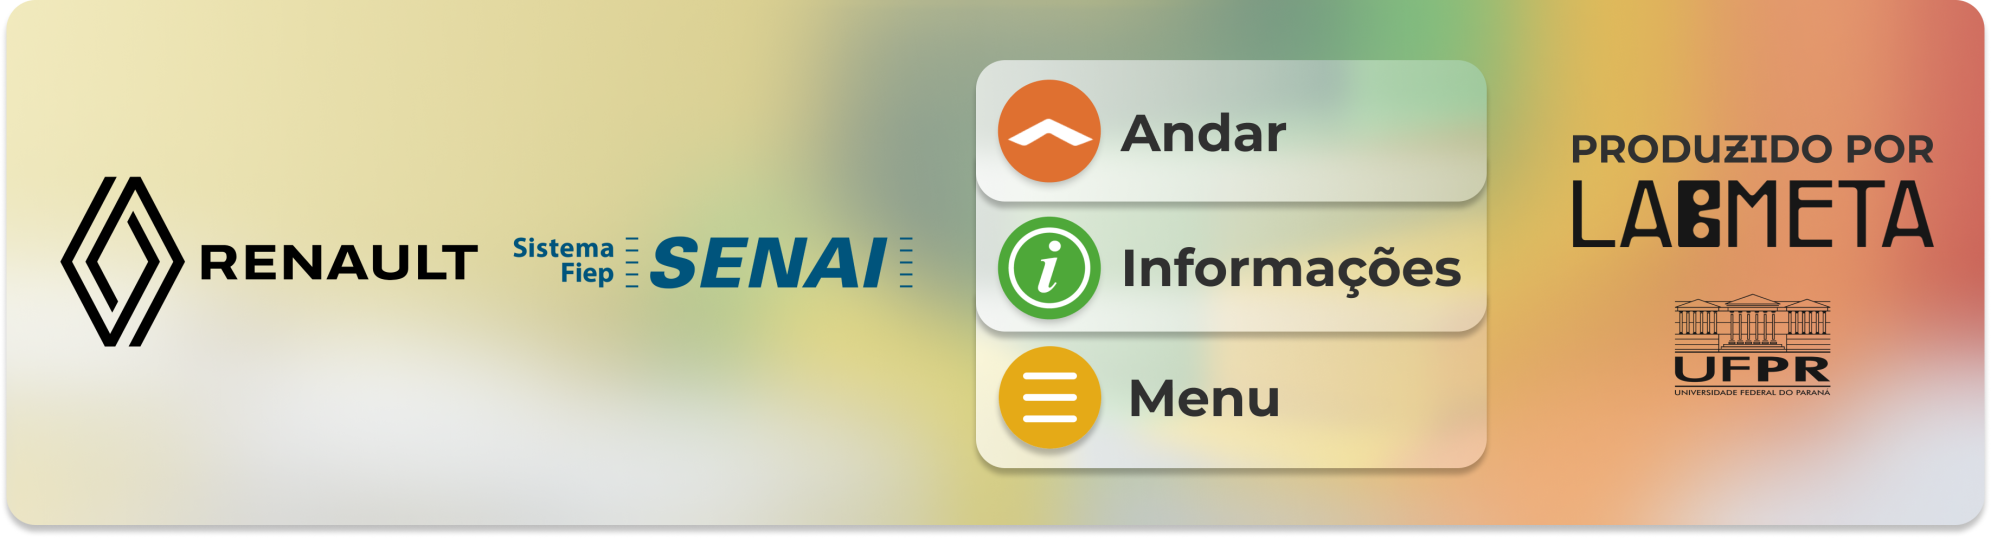 RENAULT
Sistema
Fiep
SENAI
Andar
Informações
Menu
PRODUZIDO POR
LABMETA
UFPR
UNIVERSIDADE FEDERAL DO PARANÁ